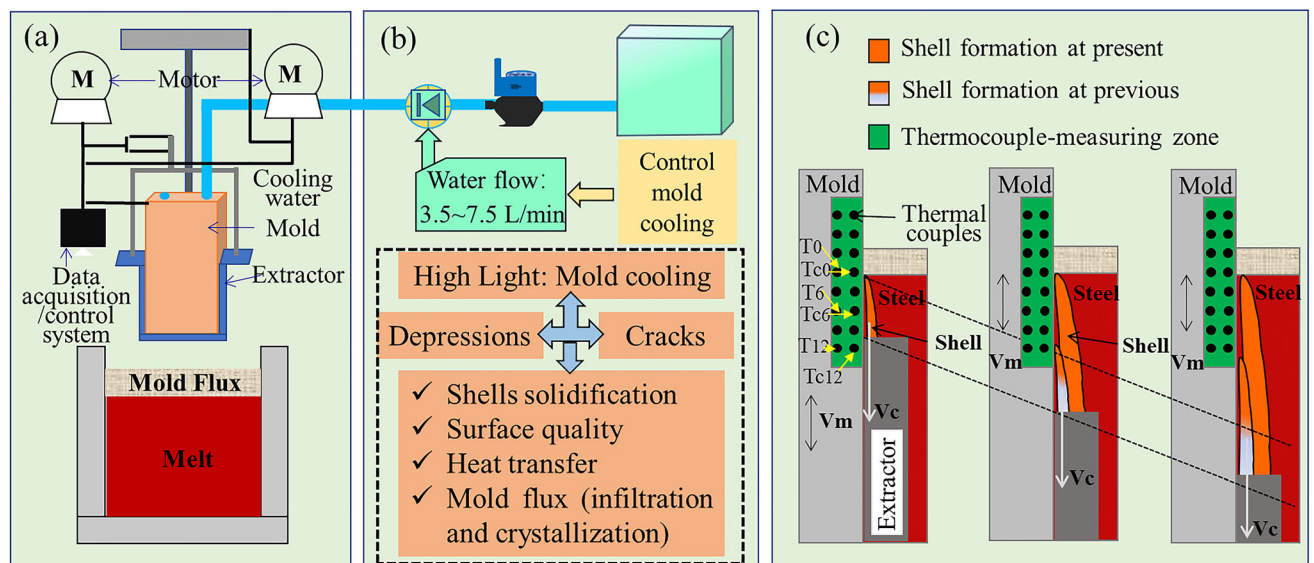 (a)
M
Motor
M
Cooling
water
Mold
Extractor
Data
acquisition
/control
system
Mold Flux
Melt
(b)
Water flow:
3.5~7.5 L/min
Control
mold
cooling
High Light: Mold cooling
Depressions
Cracks
✓ Shells solidification
✓ Surface quality
✓ Heat transfer
✓ Mold flux (infiltration
and crystallization)
(c)
Shell formation at present
Shell formation at previous
Thermocouple-measuring zone
Mold
Thermal
couples
T0
Tc0
T6
Tc6
T12
Tc12
Steel
Shell
Vm
Vc
Extractor
Mold
Steel
Shell
Vm
Vc
Mold
Steel
Vm
Vc